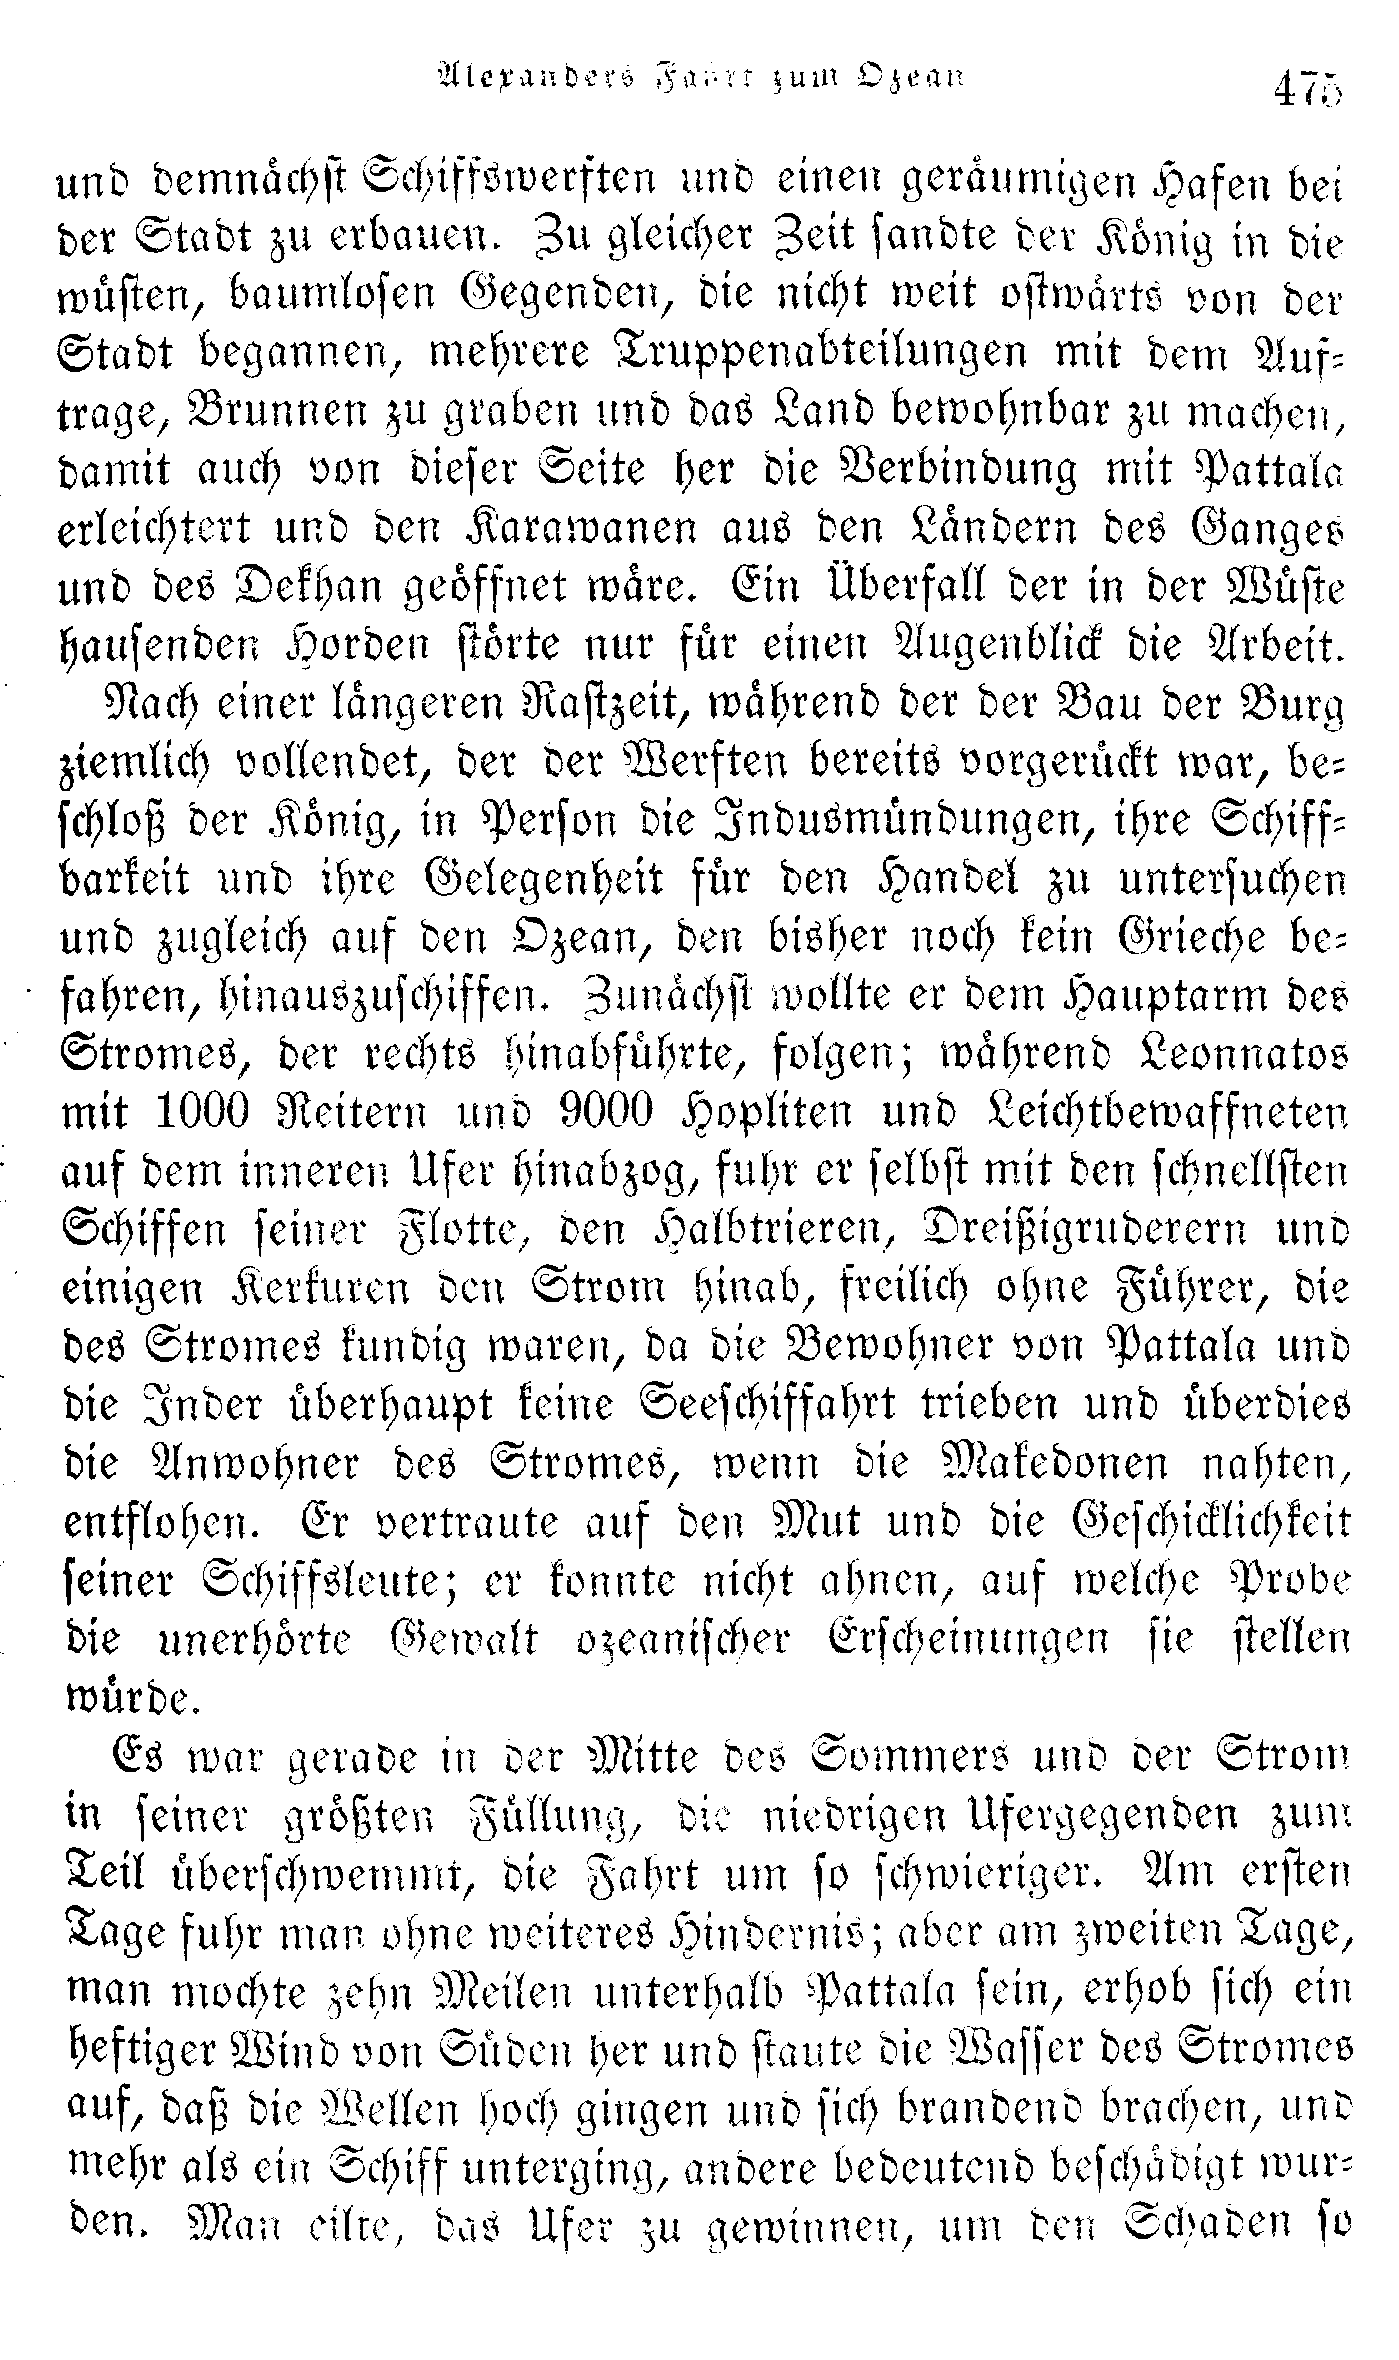 Alexanders Fahrt zum Ozean
475
und demnächst Schiffswerften und einen geräumigen Hafen bei
der Stadt zu erbauen. Zu gleicher Zeit sandte der König in die
wüsten, baumlosen Gegenden, die nicht weit ostwärts von der
Stadt begannen, mehrere Truppenabteilungen mit dem Auf-
trage, Brunnen zu graben und das Land bewohnbar zu machen,
damit auch von dieser Seite her die Verbindung mit Pattala
erleichtert und den Karawanen aus den Ländern des Ganges
und des Dekhan geöffnet wäre. Ein Überfall der in der Wüste
hausenden Horden störte nur für einen Augenblick die Arbeit.
Nach einer längeren Rastzeit, während der der Bau der Burg
ziemlich vollendet, der der Werften bereits vorgerückt war, be-
schloß der König, in Person die Indusmündungen, ihre Schiff-
barkeit und ihre Gelegenheit für den Handel zu untersuchen
und zugleich auf den Ozean, den bisher noch kein Grieche be-
fahren, hinauszuschiffen. Zunächst wollte er dem Hauptarm des
Stromes, der rechts hinabführte, folgen; während Leonnatos
mit 1000 Reitern und 9000 Hopliten und Leichtbewaffneten
auf dem inneren Ufer hinabzog, fuhr er selbst mit den schnellsten
Schiffen seiner Flotte, den Halbtrieren, Dreißigruderern und
einigen Kerkuren den Strom hinab, freilich ohne Führer, die
des Stromes kundig waren, da die Bewohner von Pattala und
die Inder überhaupt keine Seeschiffahrt trieben und überdies
die Anwohner des Stromes, wenn die Makedonen nahten,
entflohen. Er vertraute auf den Mut und die Geschicklichkeit
seiner Schiffsleute; er konnte nicht ahnen, auf welche Probe
die unerhörte Gewalt ozeanischer Erscheinungen sie stellen
würde.
Es war gerade in der Mitte des Sommers und der Strom
in seiner größten Füllung, die niedrigen Ufergegenden zum
Teil überschwemmt, die Fahrt um so schwieriger. Am ersten
Tage fuhr man ohne weiteres Hindernis; aber am zweiten Tage,
man mochte zehn Meilen unterhalb Pattala sein, erhob sich ein
heftiger Wind von Süden her und staute die Wasser des Stromes
auf, daß die Wellen hoch gingen und sich brandend brachen, und
mehr als ein Schiff unterging, andere bedeutend beschädigt wur-
den. Man eilte, das Ufer zu gewinnen, um den Schaden so